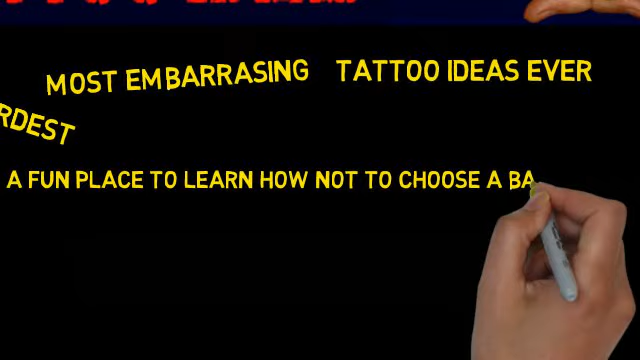 MOST EMBARRASING TATTOO IDEAS EVER
RDEST
A FUN PLACE TO LEARN HOW NOT TO CHOOSE A BA